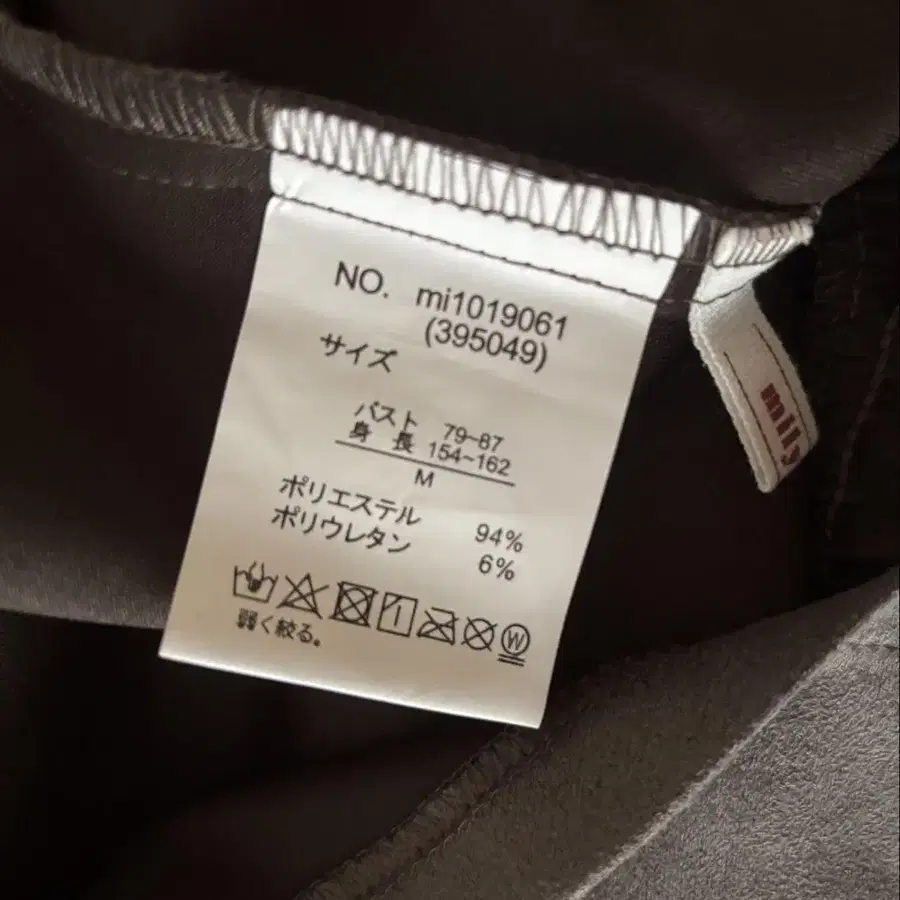 NO. mi1019061
(395049)
サイズ
バスト 79~87
身 長 154~162
M
ポリエステル 94%
ポリウレタン 6%
W
弱く絞る。
mily